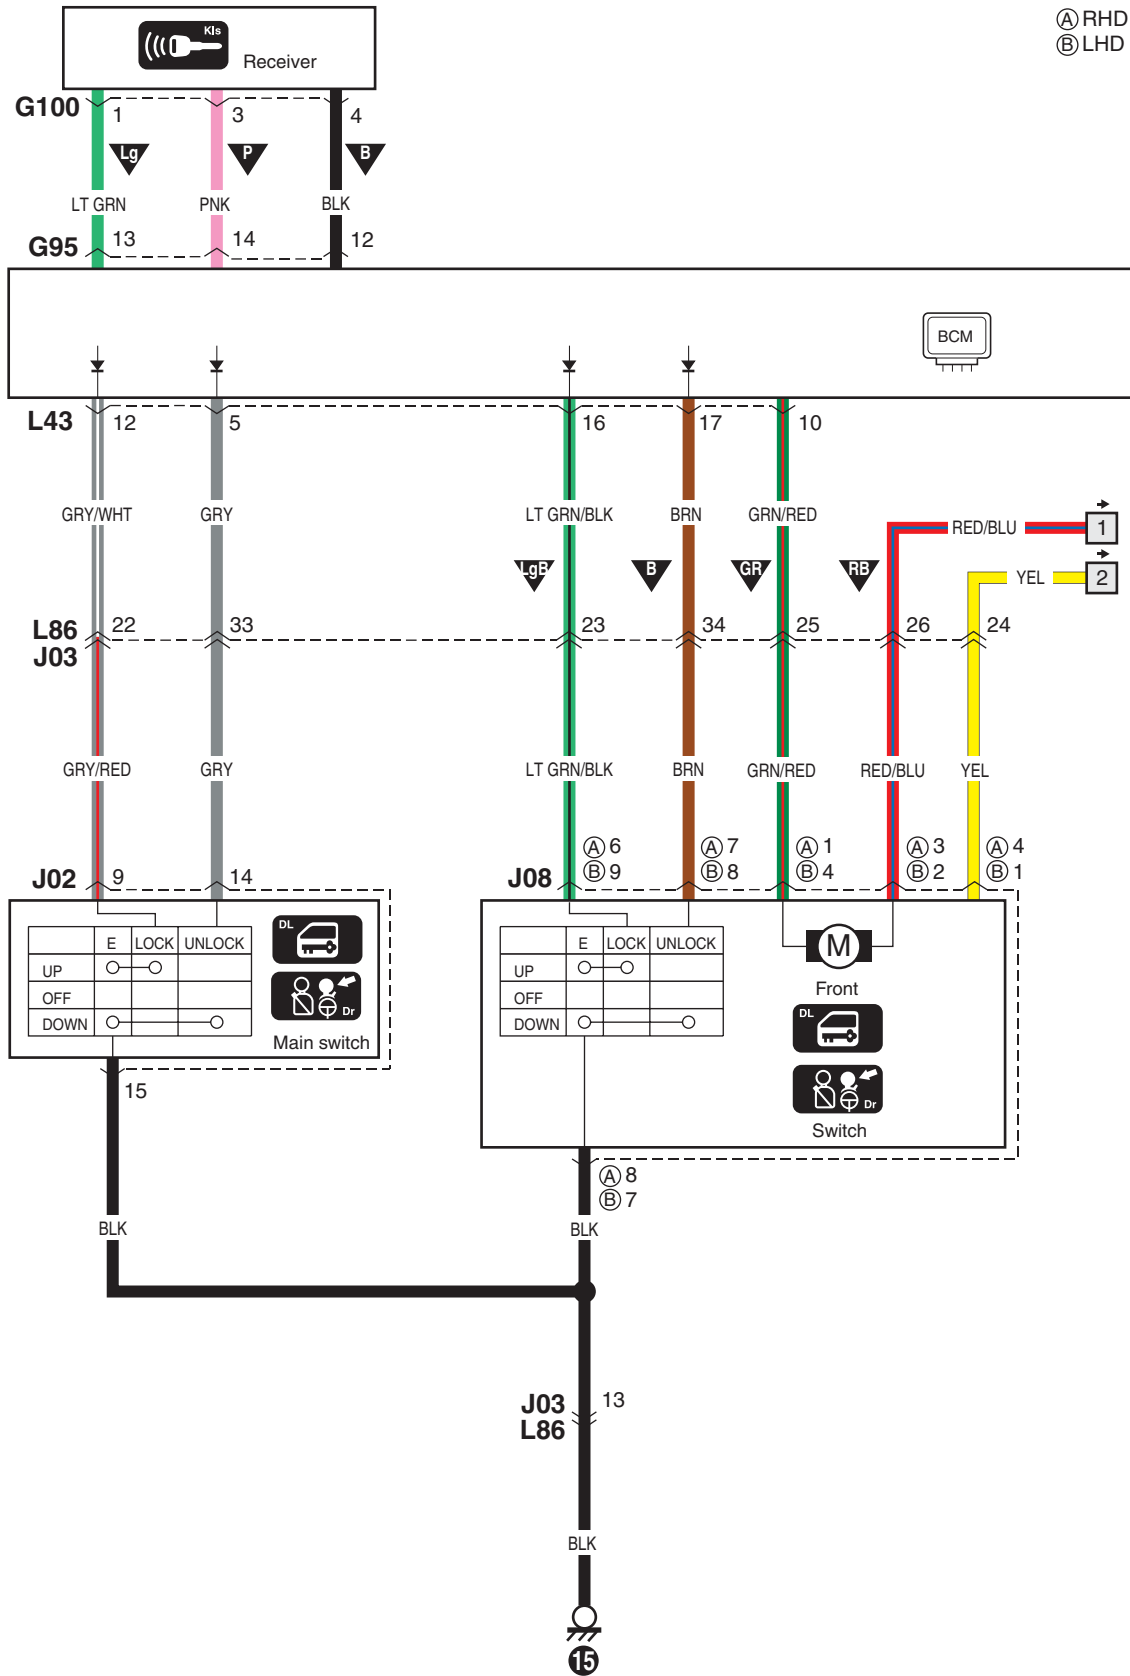 Ⓐ RHD
Ⓑ LHD
KIs
Receiver
G100 1 3 4
Lg P B
LT GRN PNK BLK
G95 13 14 12
BCM
L43 12 5 16 17 10
GRY/WHT GRY LT GRN/BLK BRN GRN/RED RED/BLU 1
LgB B GR RB YEL 2
L86 22 33 23 34 25 26 24
J03
GRY/RED GRY LT GRN/BLK BRN GRN/RED RED/BLU YEL
Ⓐ 6 Ⓐ 7 Ⓐ 1 Ⓐ 3 Ⓐ 4
J02 9 14 J08 Ⓑ 9 Ⓑ 8 Ⓑ 4 Ⓑ 2 Ⓑ 1
DL
E LOCK UNLOCK E LOCK UNLOCK M
UP UP
Front
OFF OFF
Dr DL
DOWN DOWN
Main switch
Dr
Switch
15
Ⓐ 8
Ⓑ 7
BLK BLK
J03 13
L86
BLK
15